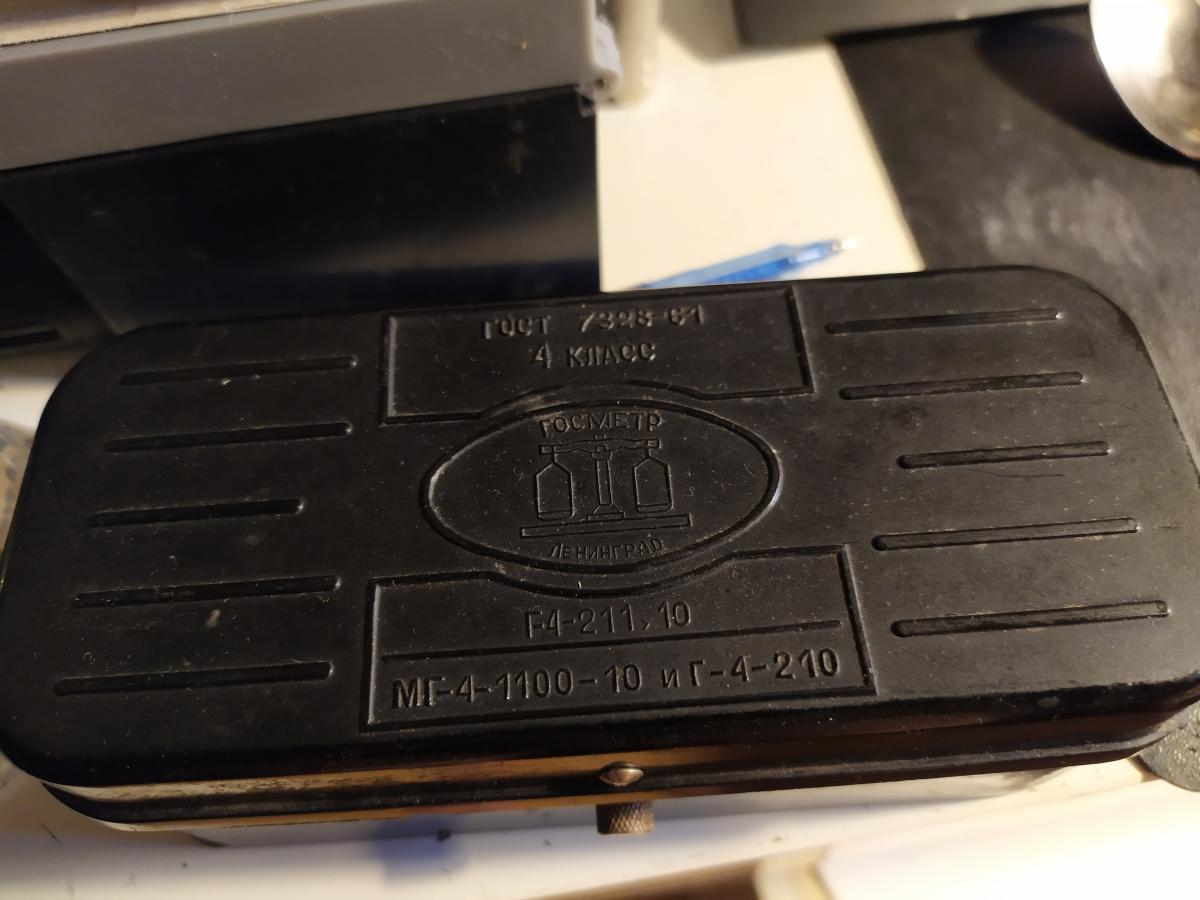 ГОСТ 7328-61
4 КЛАСС
ГОСМЕТР
ЛЕНИНГРАД
Г4-211,10
МГ-4-1100-10 и Г-4-210